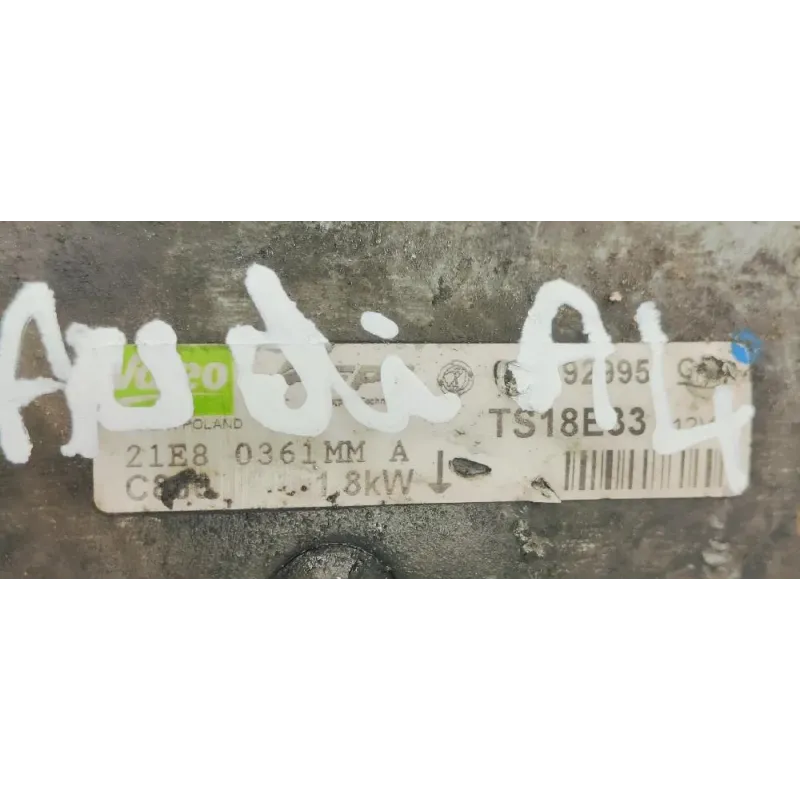 Audi A4
Valeo
POLAND
92995
TS18E33
21E8 0361MM A
1,8kW